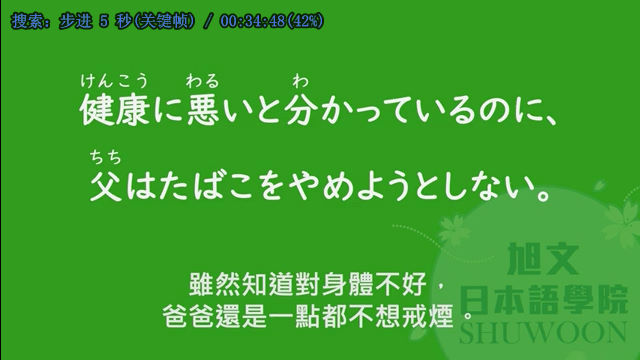 搜索: 步进 5 秒(关键帧) / 00:34:48(42%)
けんこう わる わ
健康に悪いと分かっているのに、
ちち
父はたばこをやめようとしない。
雖然知道對身體不好，
爸爸還是一點都不想戒煙。
旭文
日本語學院
SHUWOON